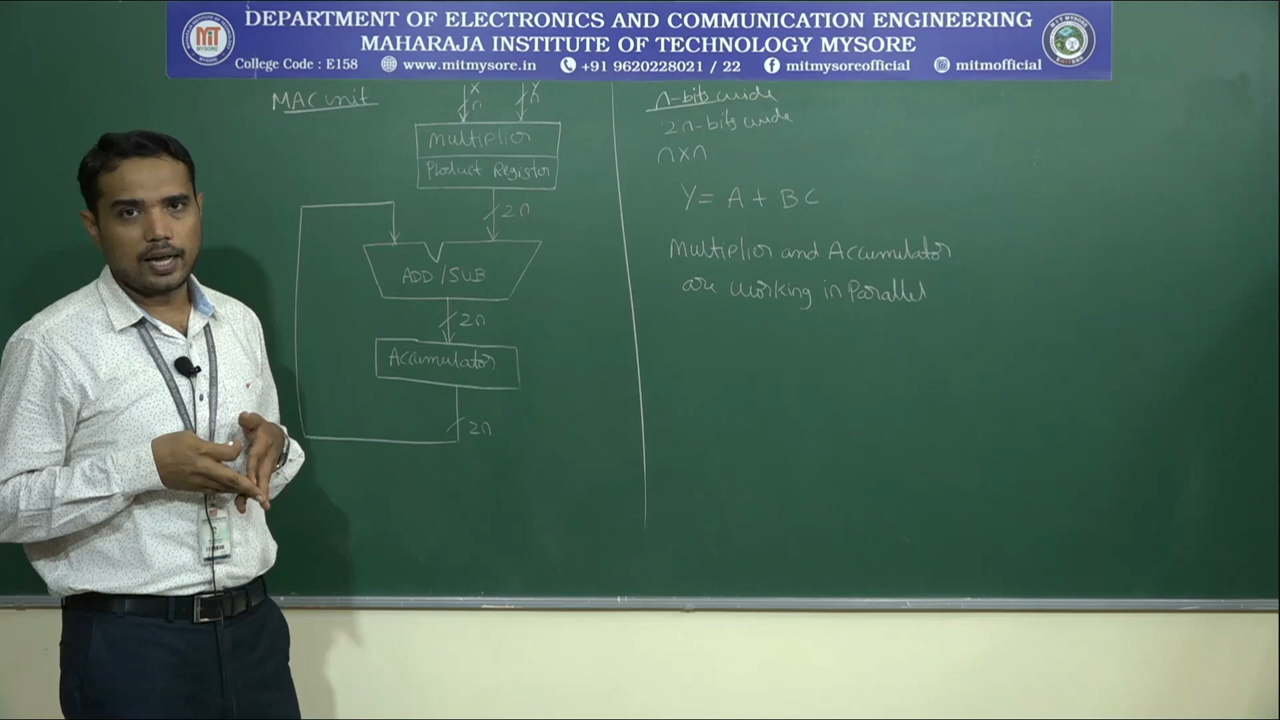 DEPARTMENT OF ELECTRONICS AND COMMUNICATION ENGINEERING
MAHARAJA INSTITUTE OF TECHNOLOGY MYSORE
College Code : E158 www.mitmysore.in +91 9620228021 / 22 mitmysoreofficial mitmofficial
MiT
MYSORE
MAC unit
X Y
n n
Multiplier
Product Register
2n
ADD/SUB
2n
Accumulator
2n
n-bits wide
2n-bits wide
n×n
Y= A + BC
Multiplier and Accumulator
are working in Parallel